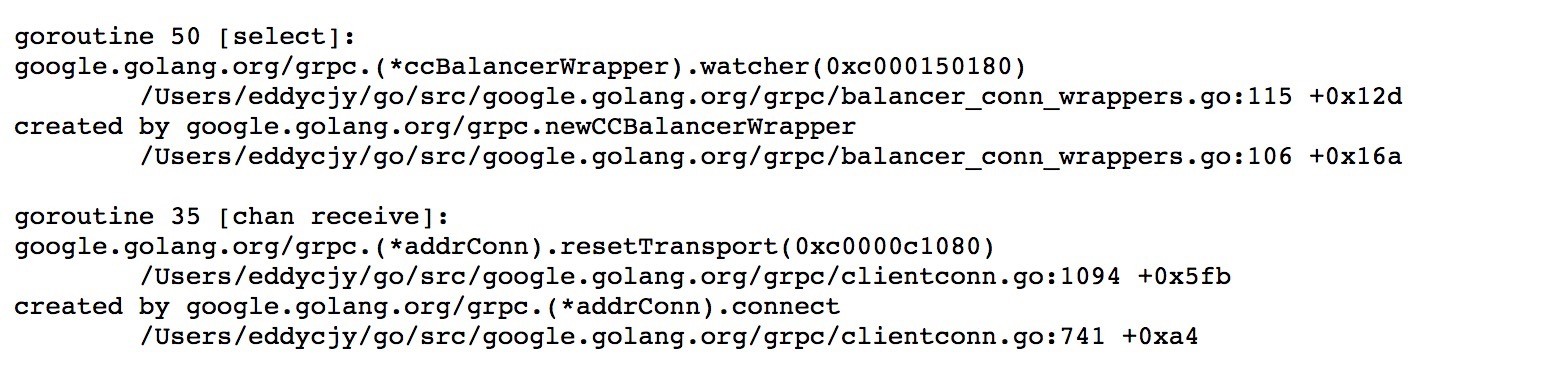 goroutine 50 [select]:
google.golang.org/grpc.(*ccBalancerWrapper).watcher(0xc000150180)
/Users/eddycjy/go/src/google.golang.org/grpc/balancer_conn_wrappers.go:115 +0x12d
created by google.golang.org/grpc.newCCBalancerWrapper
/Users/eddycjy/go/src/google.golang.org/grpc/balancer_conn_wrappers.go:106 +0x16a
goroutine 35 [chan receive]:
google.golang.org/grpc.(*addrConn).resetTransport(0xc0000c1080)
/Users/eddycjy/go/src/google.golang.org/grpc/clientconn.go:1094 +0x5fb
created by google.golang.org/grpc.(*addrConn).connect
/Users/eddycjy/go/src/google.golang.org/grpc/clientconn.go:741 +0xa4